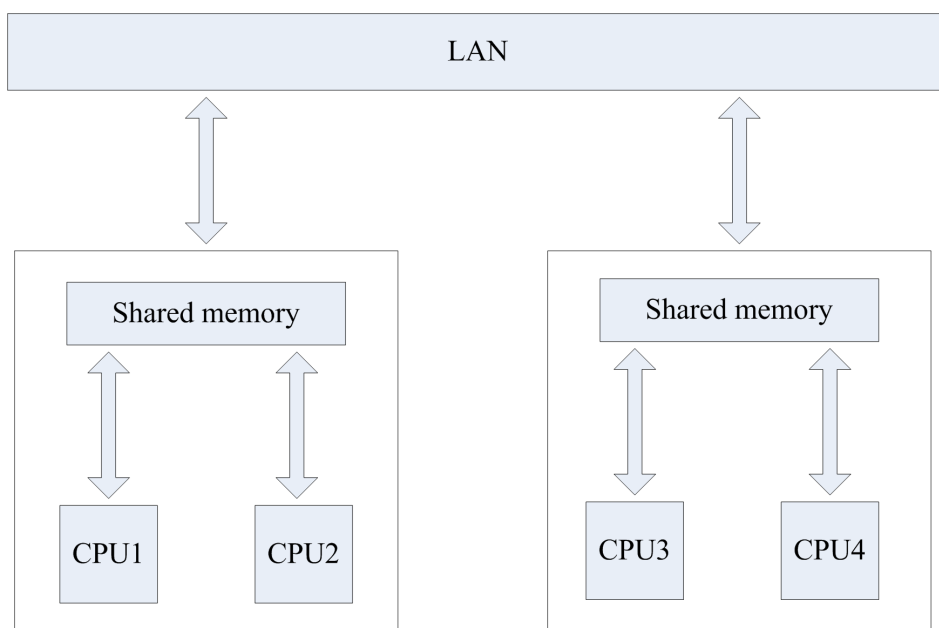 LAN
Shared memory
Shared memory
CPU1
CPU2
CPU3
CPU4